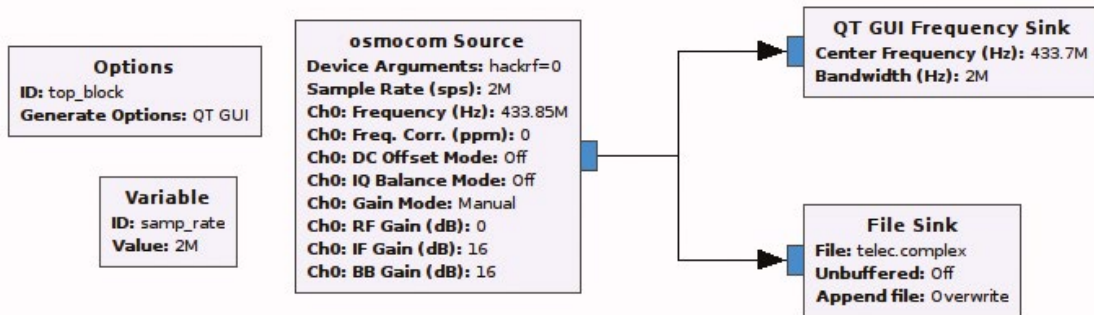 Options
ID: top_block
Generate Options: QT GUI
Variable
ID: samp_rate
Value: 2M
osmocom Source
Device Arguments: hackrf=0
Sample Rate (sps): 2M
Ch0: Frequency (Hz): 433.85M
Ch0: Freq. Corr. (ppm): 0
Ch0: DC Offset Mode: Off
Ch0: IQ Balance Mode: Off
Ch0: Gain Mode: Manual
Ch0: RF Gain (dB): 0
Ch0: IF Gain (dB): 16
Ch0: BB Gain (dB): 16
QT GUI Frequency Sink
Center Frequency (Hz): 433.7M
Bandwidth (Hz): 2M
File Sink
File: telec.complex
Unbuffered: Off
Append file: Overwrite